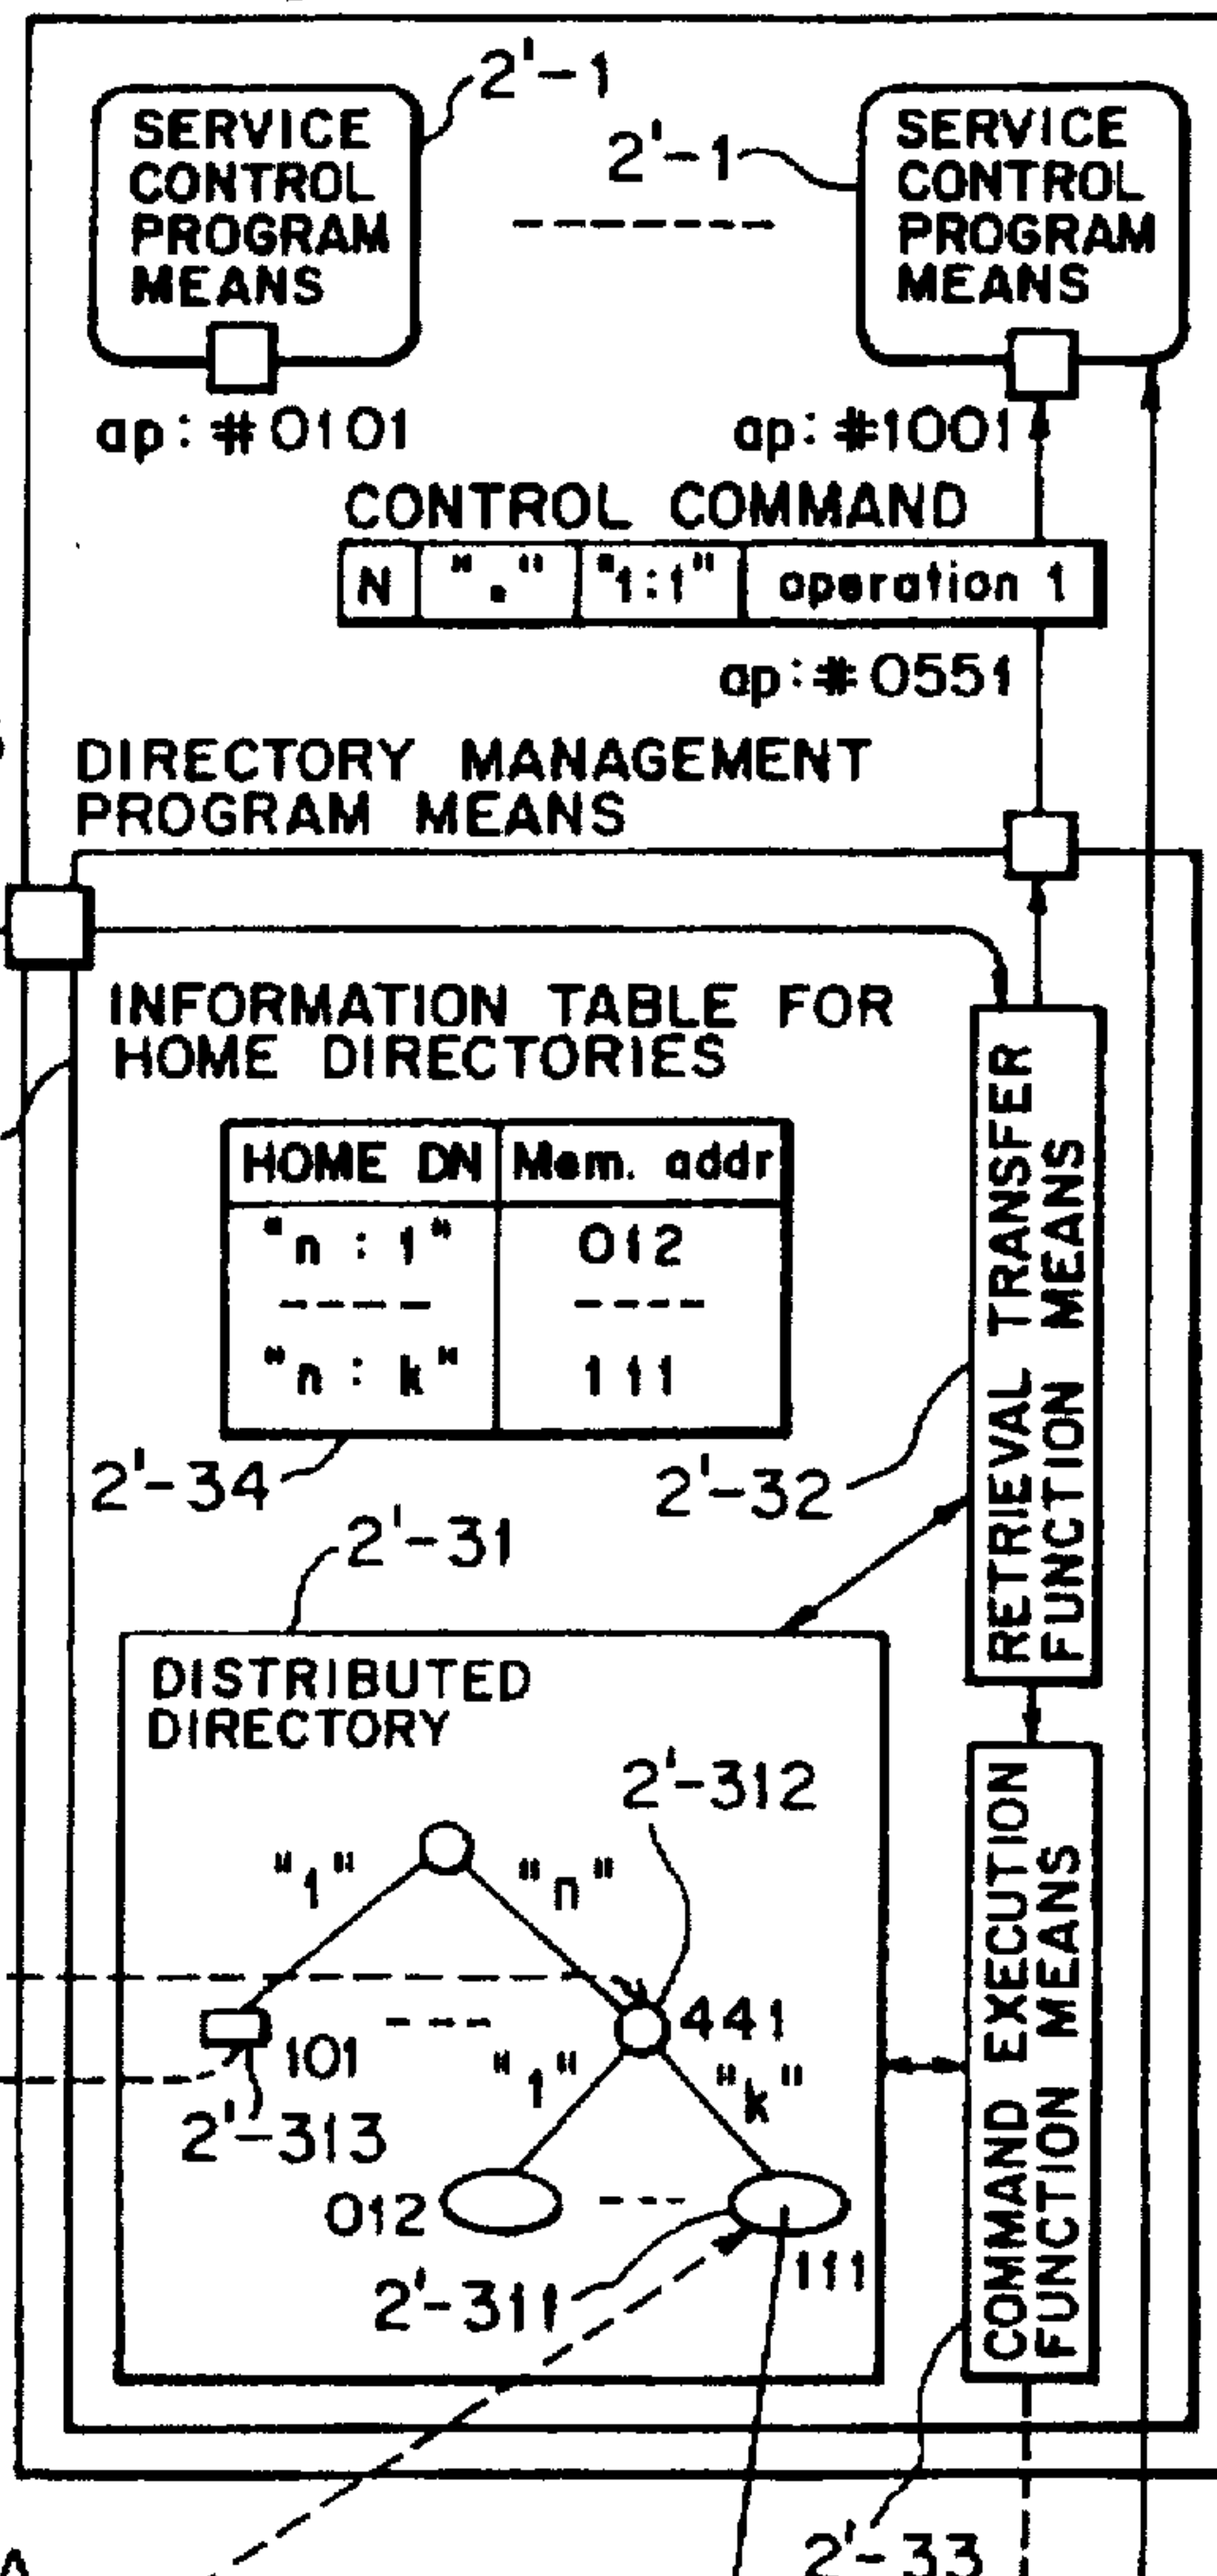 2'-1
SERVICE
CONTROL
PROGRAM
MEANS
2'-1
SERVICE
CONTROL
PROGRAM
MEANS
ap:#0101
ap:#1001
CONTROL COMMAND
N "." "1:1" operation 1
ap:#0551
DIRECTORY MANAGEMENT
PROGRAM MEANS
INFORMATION TABLE FOR
HOME DIRECTORIES
HOME DN Mem. addr
"n : 1" 012
"n : k" 111
2'-34
2'-32
RETRIEVAL TRANSFER
FUNCTION MEANS
2'-31
DISTRIBUTED
DIRECTORY
2'-312
"1" "n"
101
441
2'-313
"1" "k"
012
111
2'-311
COMMAND EXECUTION
FUNCTION MEANS
2'-33